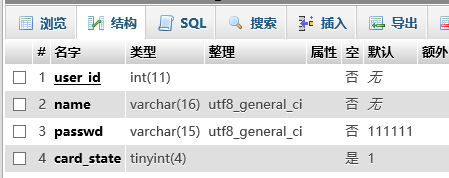 浏览 结构 SQL 搜索 插入 导出
# 名字 类型 整理 属性 空 默认 额外
1 user_id int(11) 否 无
2 name varchar(16) utf8_general_ci 否 无
3 passwd varchar(15) utf8_general_ci 否 111111
4 card_state tinyint(4) 是 1